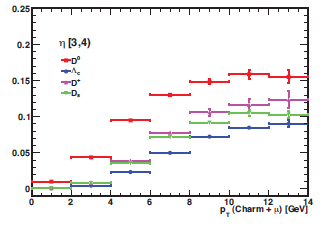 0.25
0.2
0.15
0.1
0.05
0
η [3,4)
D⁰
Λc
D⁺
Ds
0 2 4 6 8 10 12 14
pT (Charm + μ) [GeV]